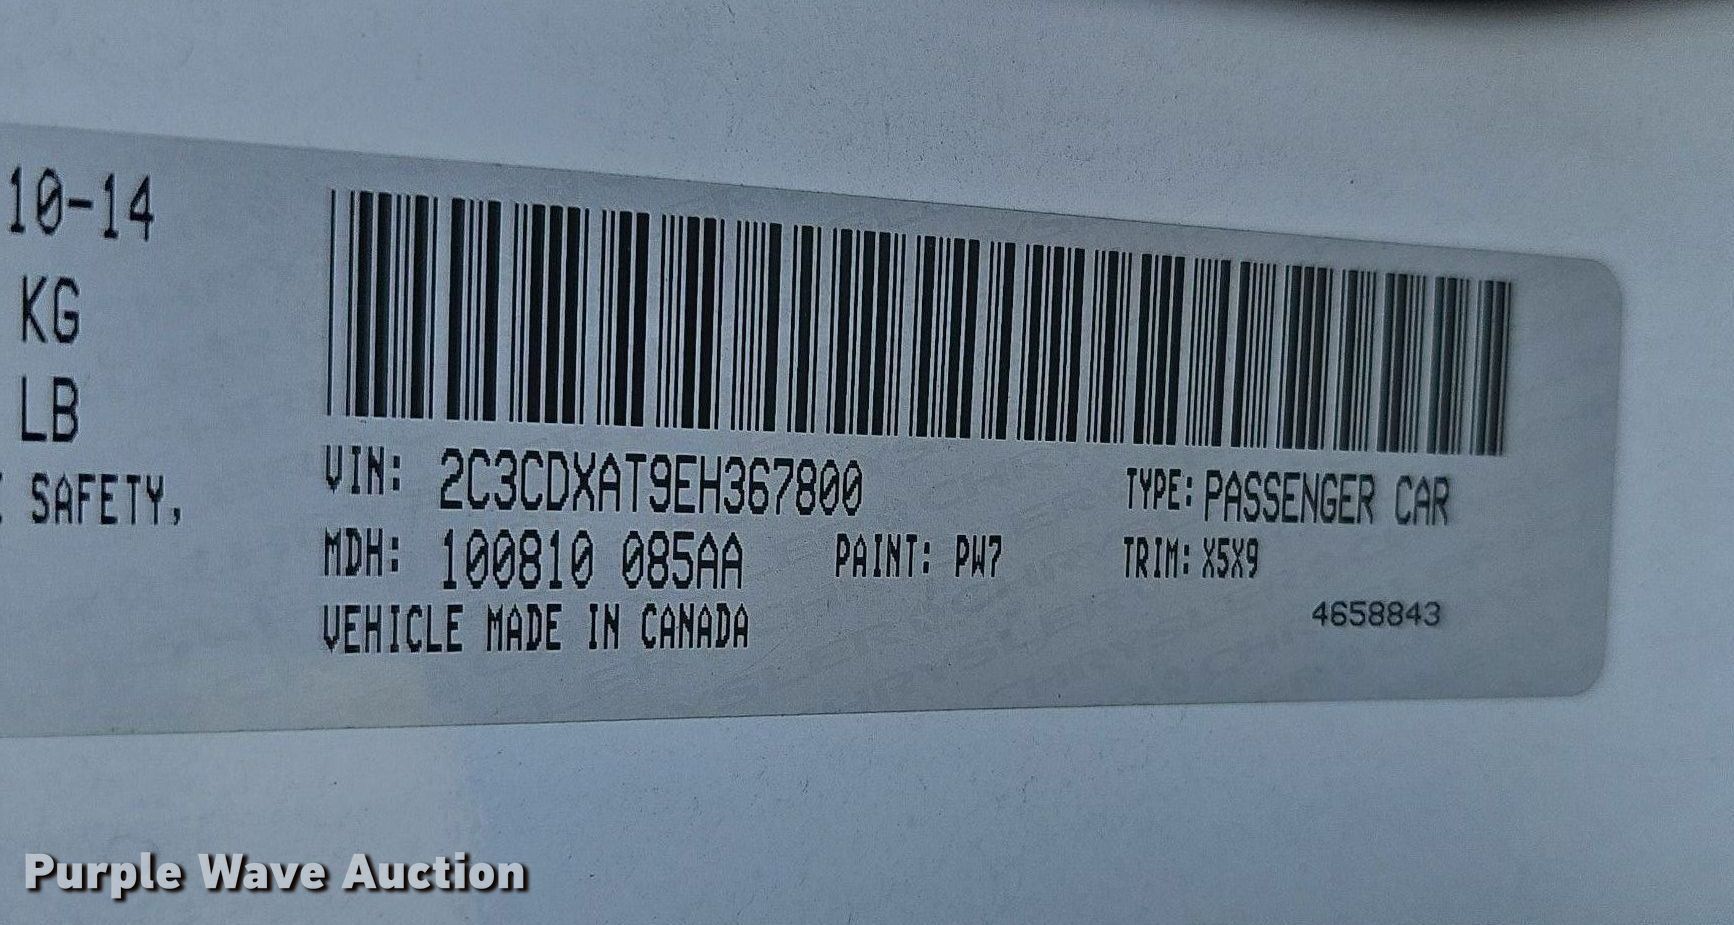 10-14
KG
LB
SAFETY,
VIN: 2C3CDXAT9EH367800
TYPE: PASSENGER CAR
MDH: 100810 085AA
PAINT: PW7
TRIM: X5X9
VEHICLE MADE IN CANADA
4658843
Purple Wave Auction